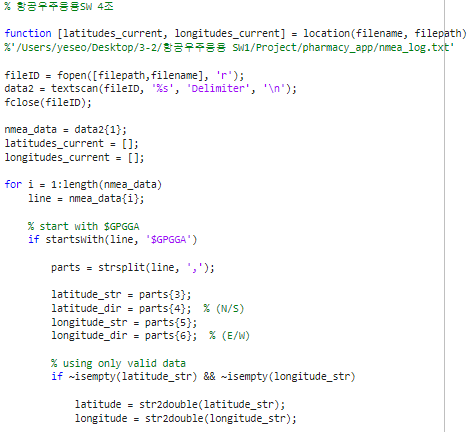 % 항공우주응용SW 4조
function [latitudes_current, longitudes_current] = location(filename, filepath)
%'/Users/yeseo/Desktop/3-2/항공우주응용 SW1/Project/pharmacy_app/nmea_log.txt'
fileID = fopen([filepath,filename], 'r');
data2 = textscan(fileID, '%s', 'Delimiter', '\n');
fclose(fileID);
nmea_data = data2{1};
latitudes_current = [];
longitudes_current = [];
for i = 1:length(nmea_data)
    line = nmea_data{i};
    % start with $GPGGA
    if startsWith(line, '$GPGGA')
        parts = strsplit(line, ',');
        latitude_str = parts{3};
        latitude_dir = parts{4};  % (N/S)
        longitude_str = parts{5};
        longitude_dir = parts{6};  % (E/W)
        % using only valid data
        if ~isempty(latitude_str) && ~isempty(longitude_str)
            latitude = str2double(latitude_str);
            longitude = str2double(longitude_str);